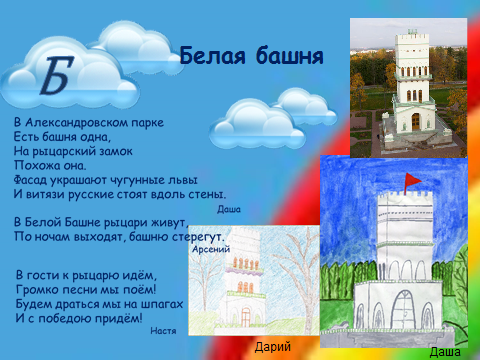 Б
Белая башня
В Александровском парке
Есть башня одна,
На рыцарский замок
Похожа она.
Фасад украшают чугунные львы
И витязи русские стоят вдоль стены.
Даша
В Белой Башне рыцари живут,
По ночам выходят, башню стерегут.
Арсений
В гости к рыцарю идём,
Громко песни мы поём!
Будем драться мы на шпагах
И с победою придём!
Настя
Дарий
Даша